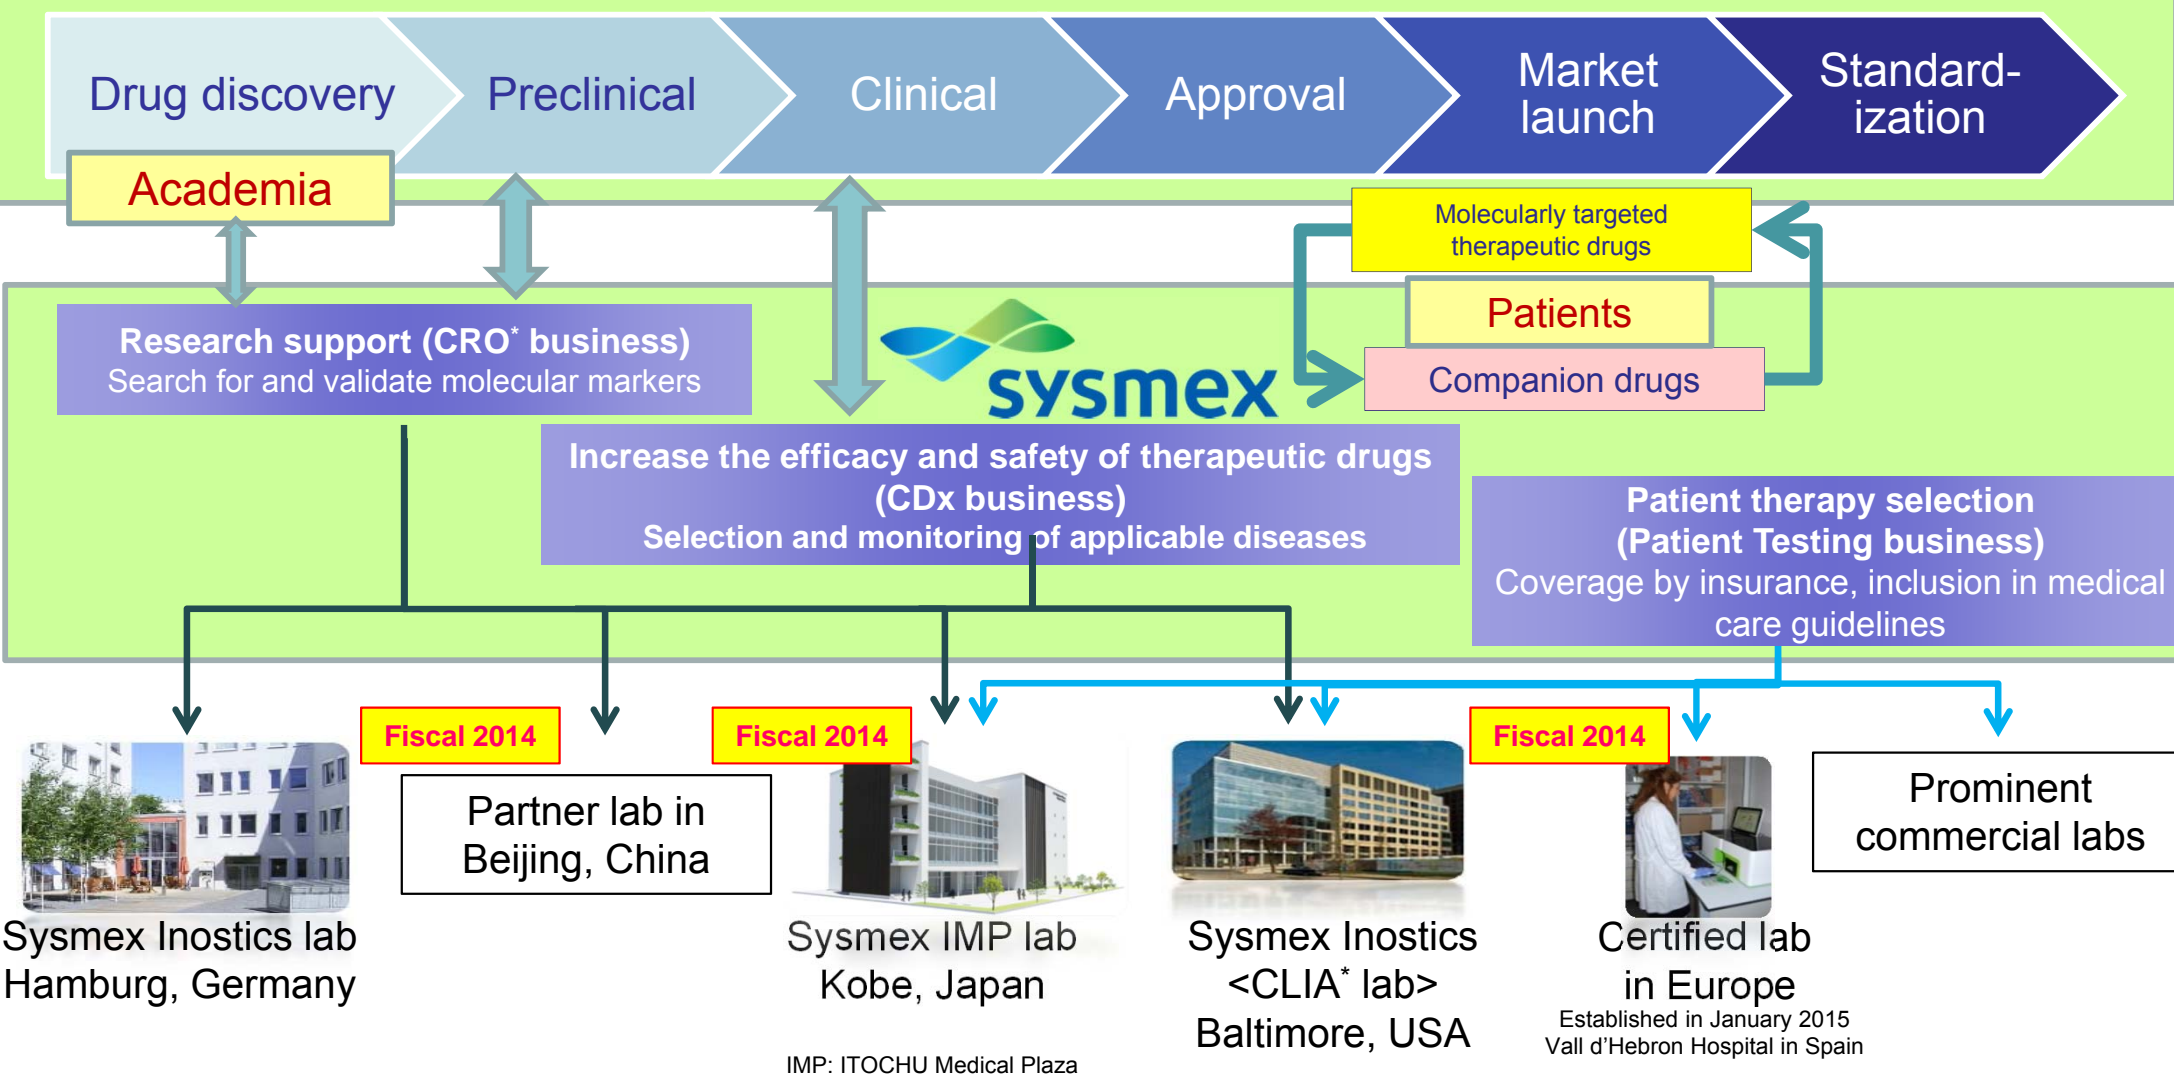 Drug discovery
Preclinical
Clinical
Approval
Market
launch
Standard-
ization
Academia
Molecularly targeted
therapeutic drugs
Patients
Companion drugs
Research support (CRO* business)
Search for and validate molecular markers
sysmex
Increase the efficacy and safety of therapeutic drugs
(CDx business)
Selection and monitoring of applicable diseases
Patient therapy selection
(Patient Testing business)
Coverage by insurance, inclusion in medical
care guidelines
Fiscal 2014
Fiscal 2014
Fiscal 2014
Sysmex Inostics lab
Hamburg, Germany
Partner lab in
Beijing, China
Sysmex IMP lab
Kobe, Japan
IMP: ITOCHU Medical Plaza
Sysmex Inostics
<CLIA* lab>
Baltimore, USA
Certified lab
in Europe
Established in January 2015
Vall d'Hebron Hospital in Spain
Prominent
commercial labs